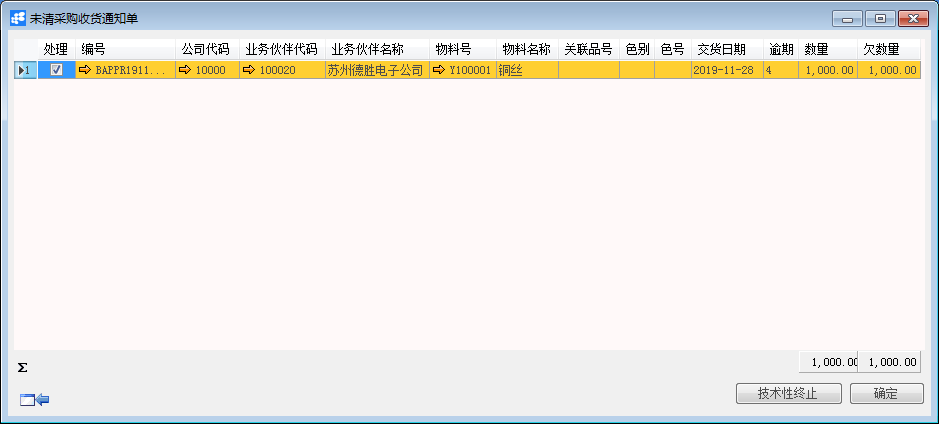 未清采购收货通知单
处理 编号 公司代码 业务伙伴代码 业务伙伴名称 物料号 物料名称 关联品号 色别 色号 交货日期 逾期 数量 欠数量
1 BAPPR1911... 10000 100020 苏州德胜电子公司 Y100001 铜丝 2019-11-28 4 1,000.00 1,000.00
Σ 1,000.00 1,000.00
技术性终止 确定